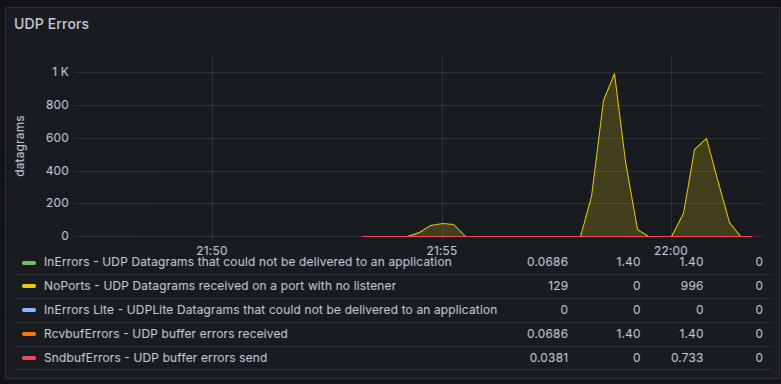 UDP Errors
1 K
800
600
400
200
0
datagrams
21:50 21:55 22:00
InErrors - UDP Datagrams that could not be delivered to an application 0.0686 1.40 1.40 0
NoPorts - UDP Datagrams received on a port with no listener 129 0 996 0
InErrors Lite - UDPLite Datagrams that could not be delivered to an application 0 0 0 0
RcvbufErrors - UDP buffer errors received 0.0686 1.40 1.40 0
SndbufErrors - UDP buffer errors send 0.0381 0 0.733 0